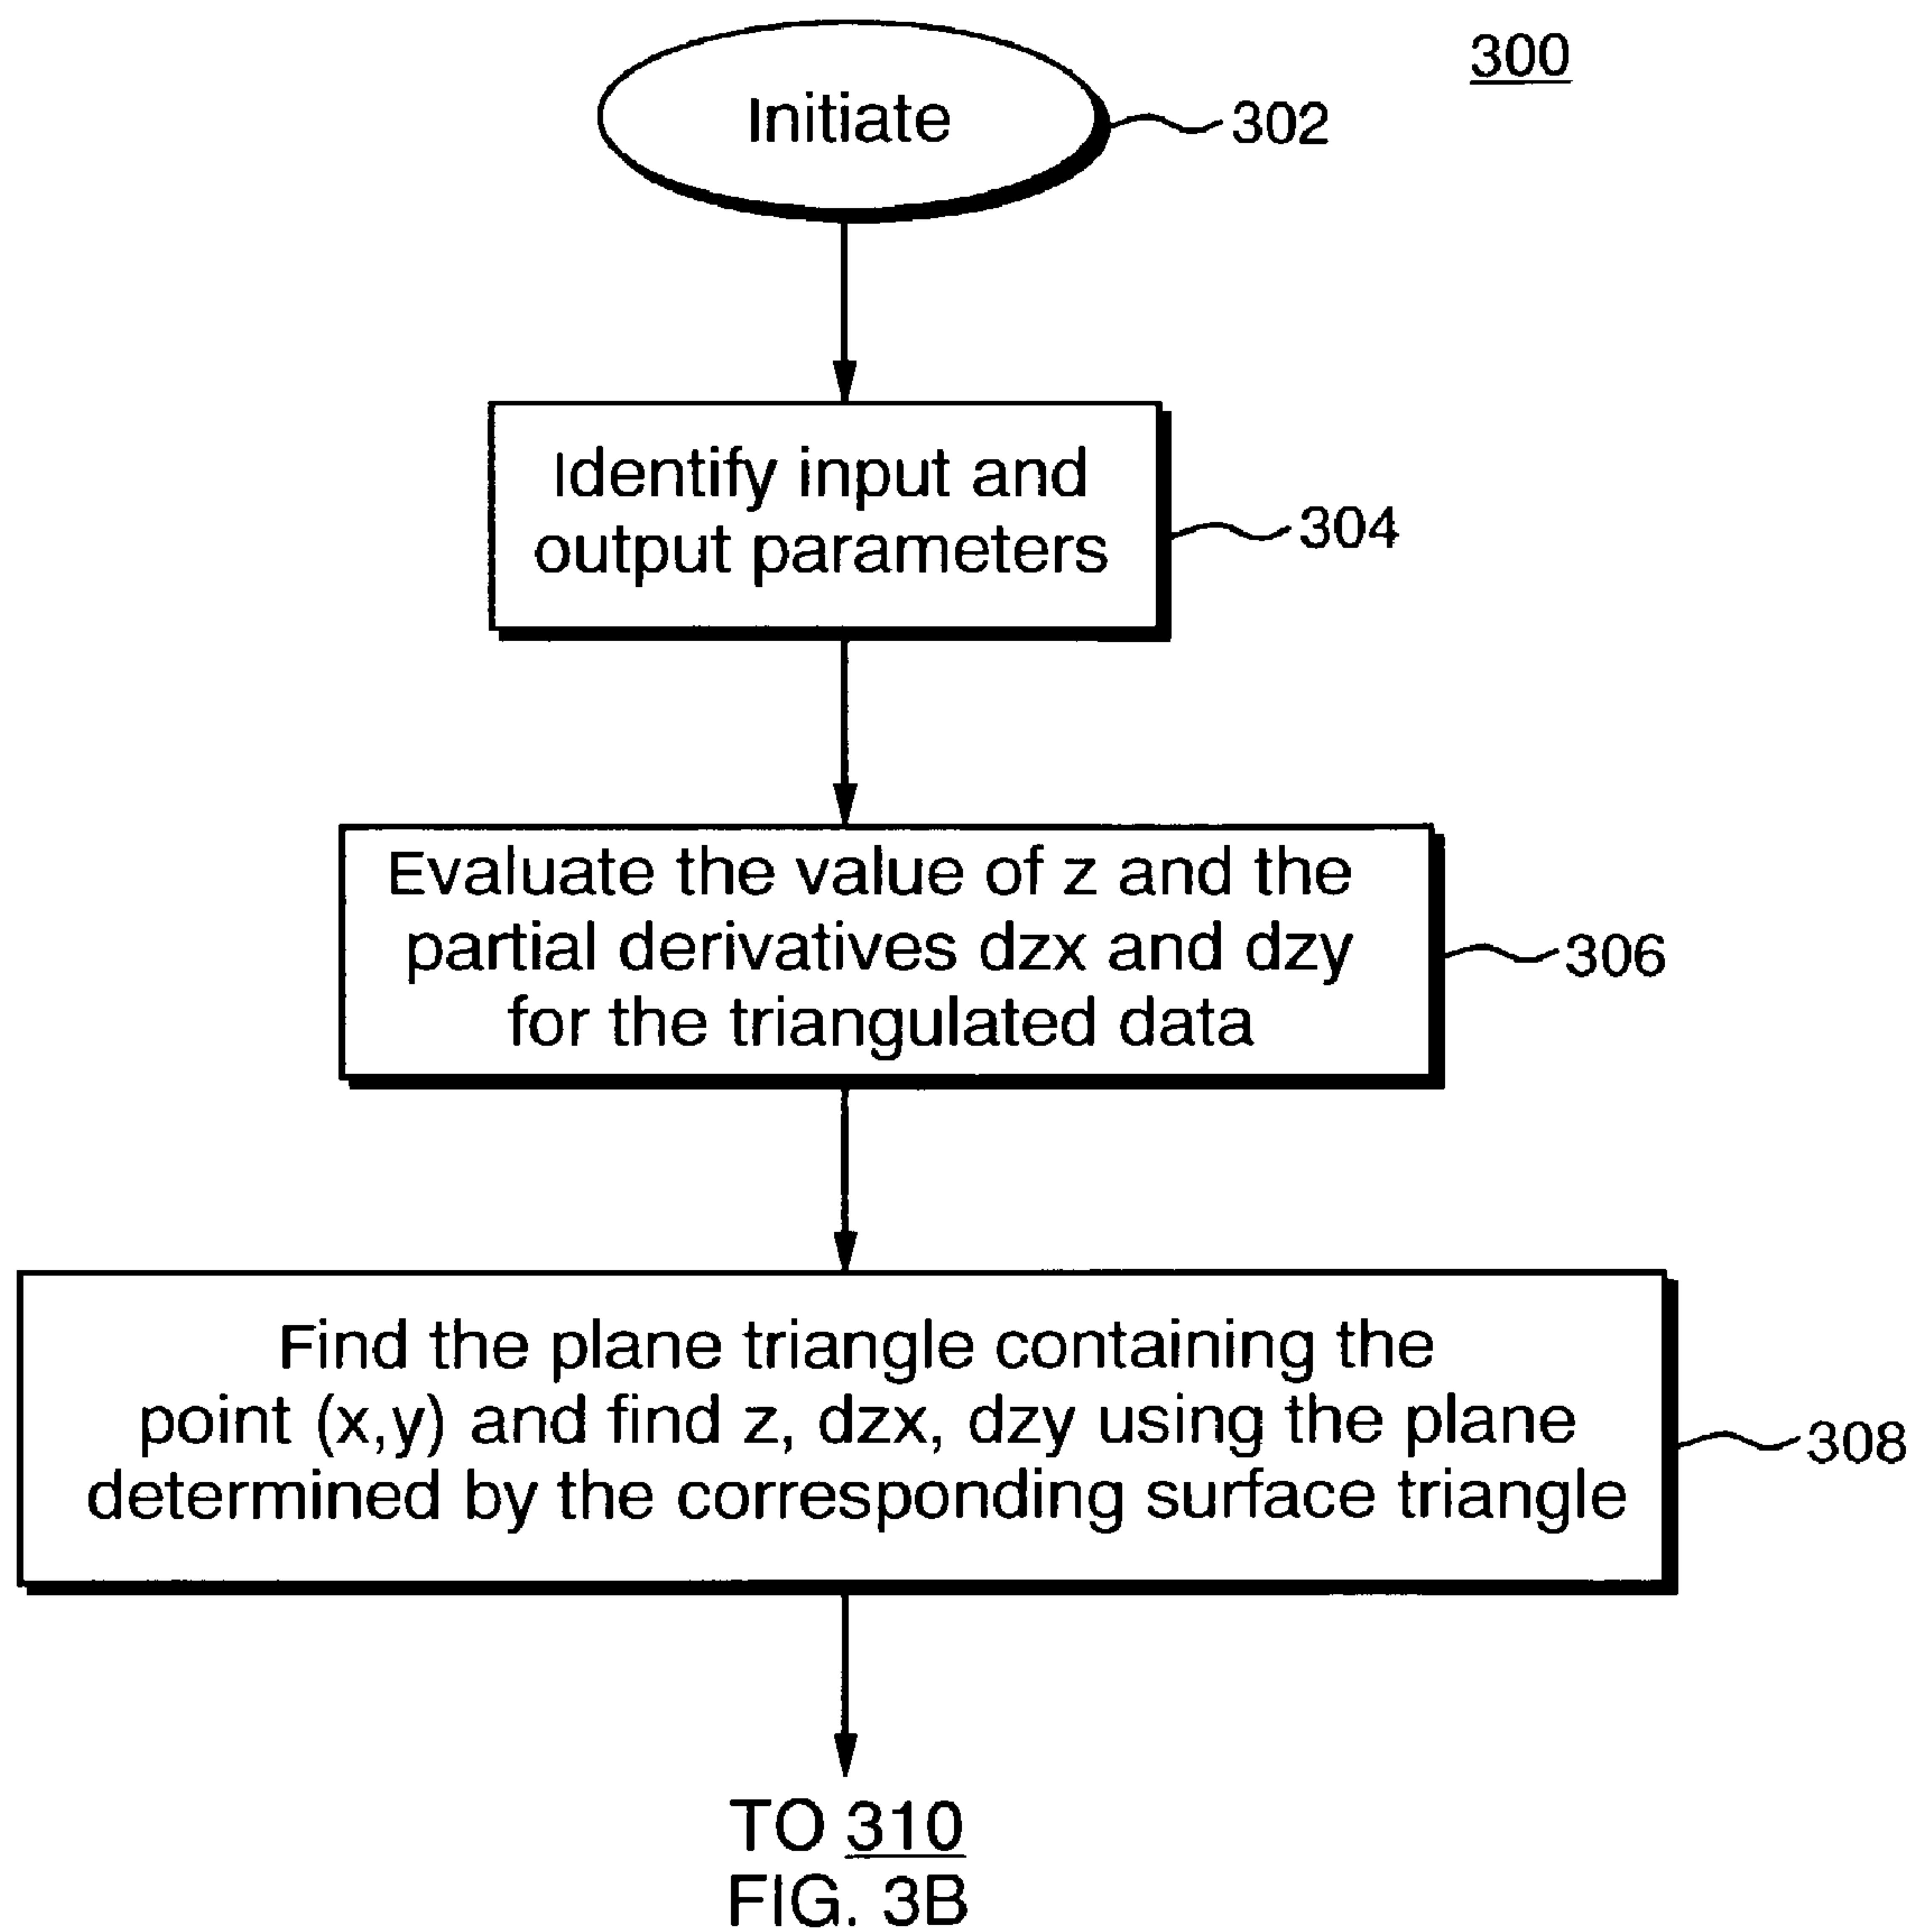 300
Initiate
302
Identify input and
output parameters
304
Evaluate the value of z and the
partial derivatives dzx and dzy
for the triangulated data
306
Find the plane triangle containing the
point (x,y) and find z, dzx, dzy using the plane
determined by the corresponding surface triangle
308
TO 310
FIG. 3B